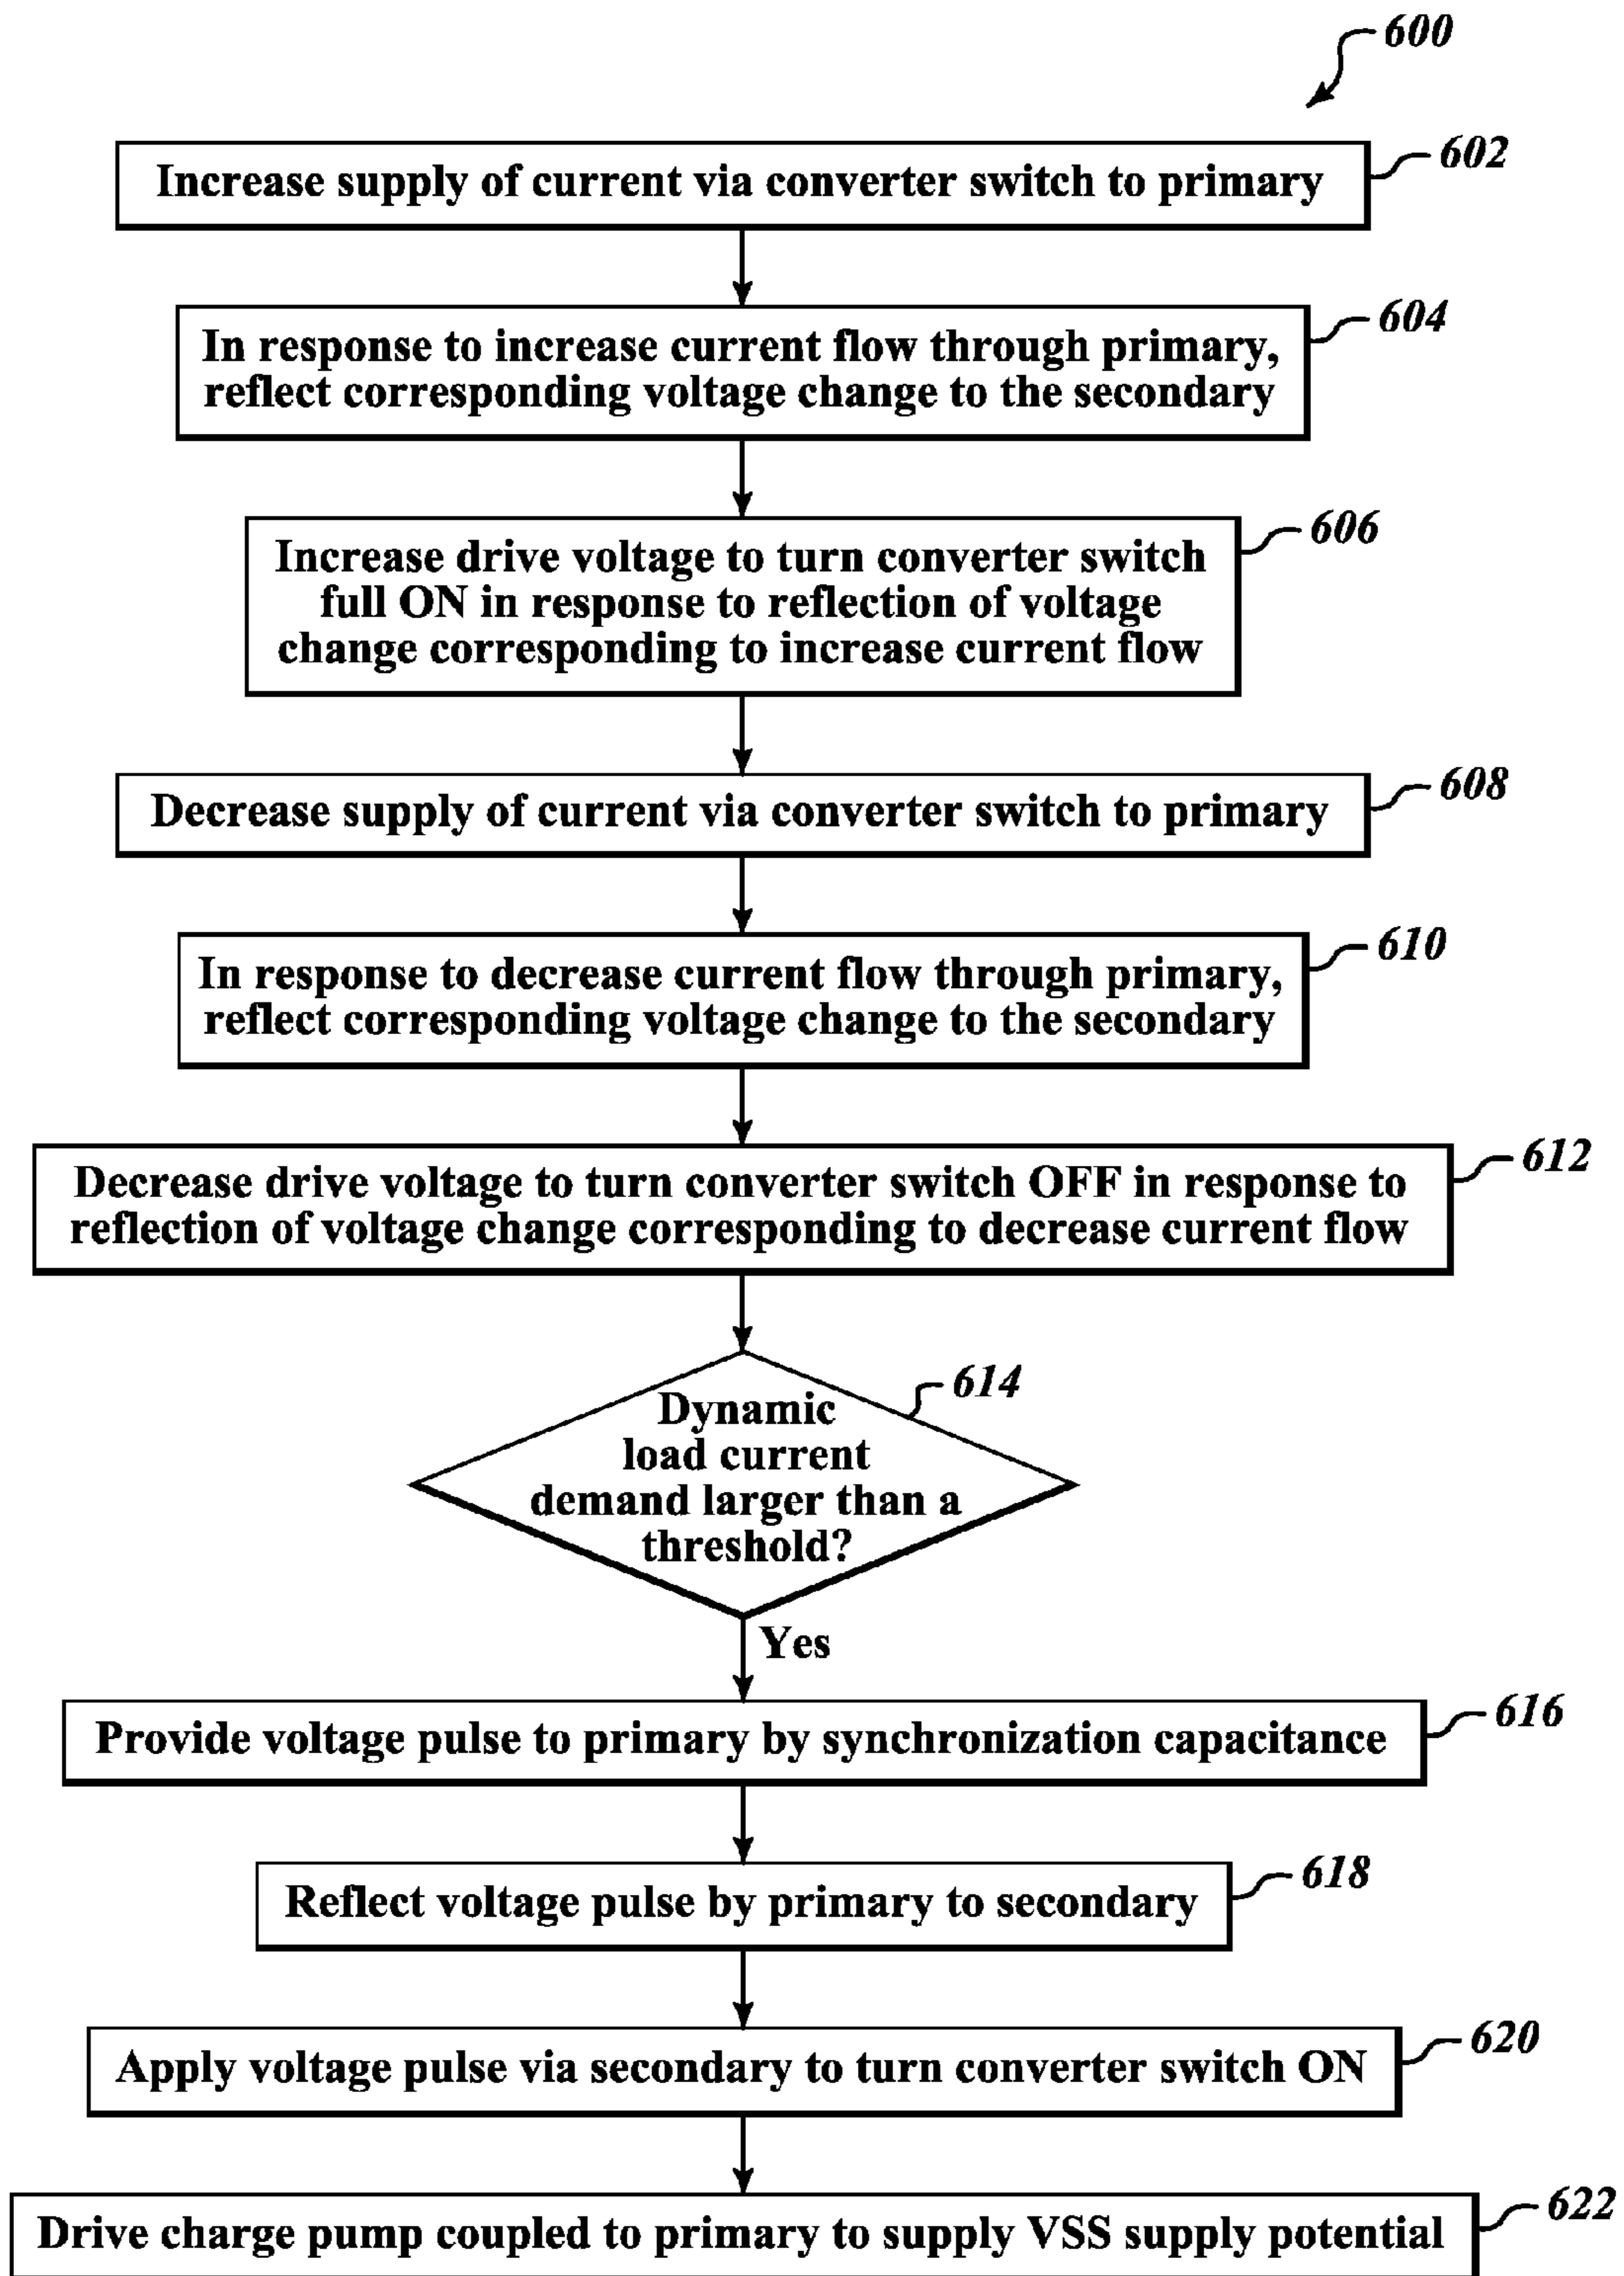 600
Increase supply of current via converter switch to primary
602
In response to increase current flow through primary,
reflect corresponding voltage change to the secondary
604
Increase drive voltage to turn converter switch
full ON in response to reflection of voltage
change corresponding to increase current flow
606
Decrease supply of current via converter switch to primary
608
In response to decrease current flow through primary,
reflect corresponding voltage change to the secondary
610
Decrease drive voltage to turn converter switch OFF in response to
reflection of voltage change corresponding to decrease current flow
612
Dynamic
load current
demand larger than a
threshold?
614
Yes
Provide voltage pulse to primary by synchronization capacitance
616
Reflect voltage pulse by primary to secondary
618
Apply voltage pulse via secondary to turn converter switch ON
620
Drive charge pump coupled to primary to supply VSS supply potential
622